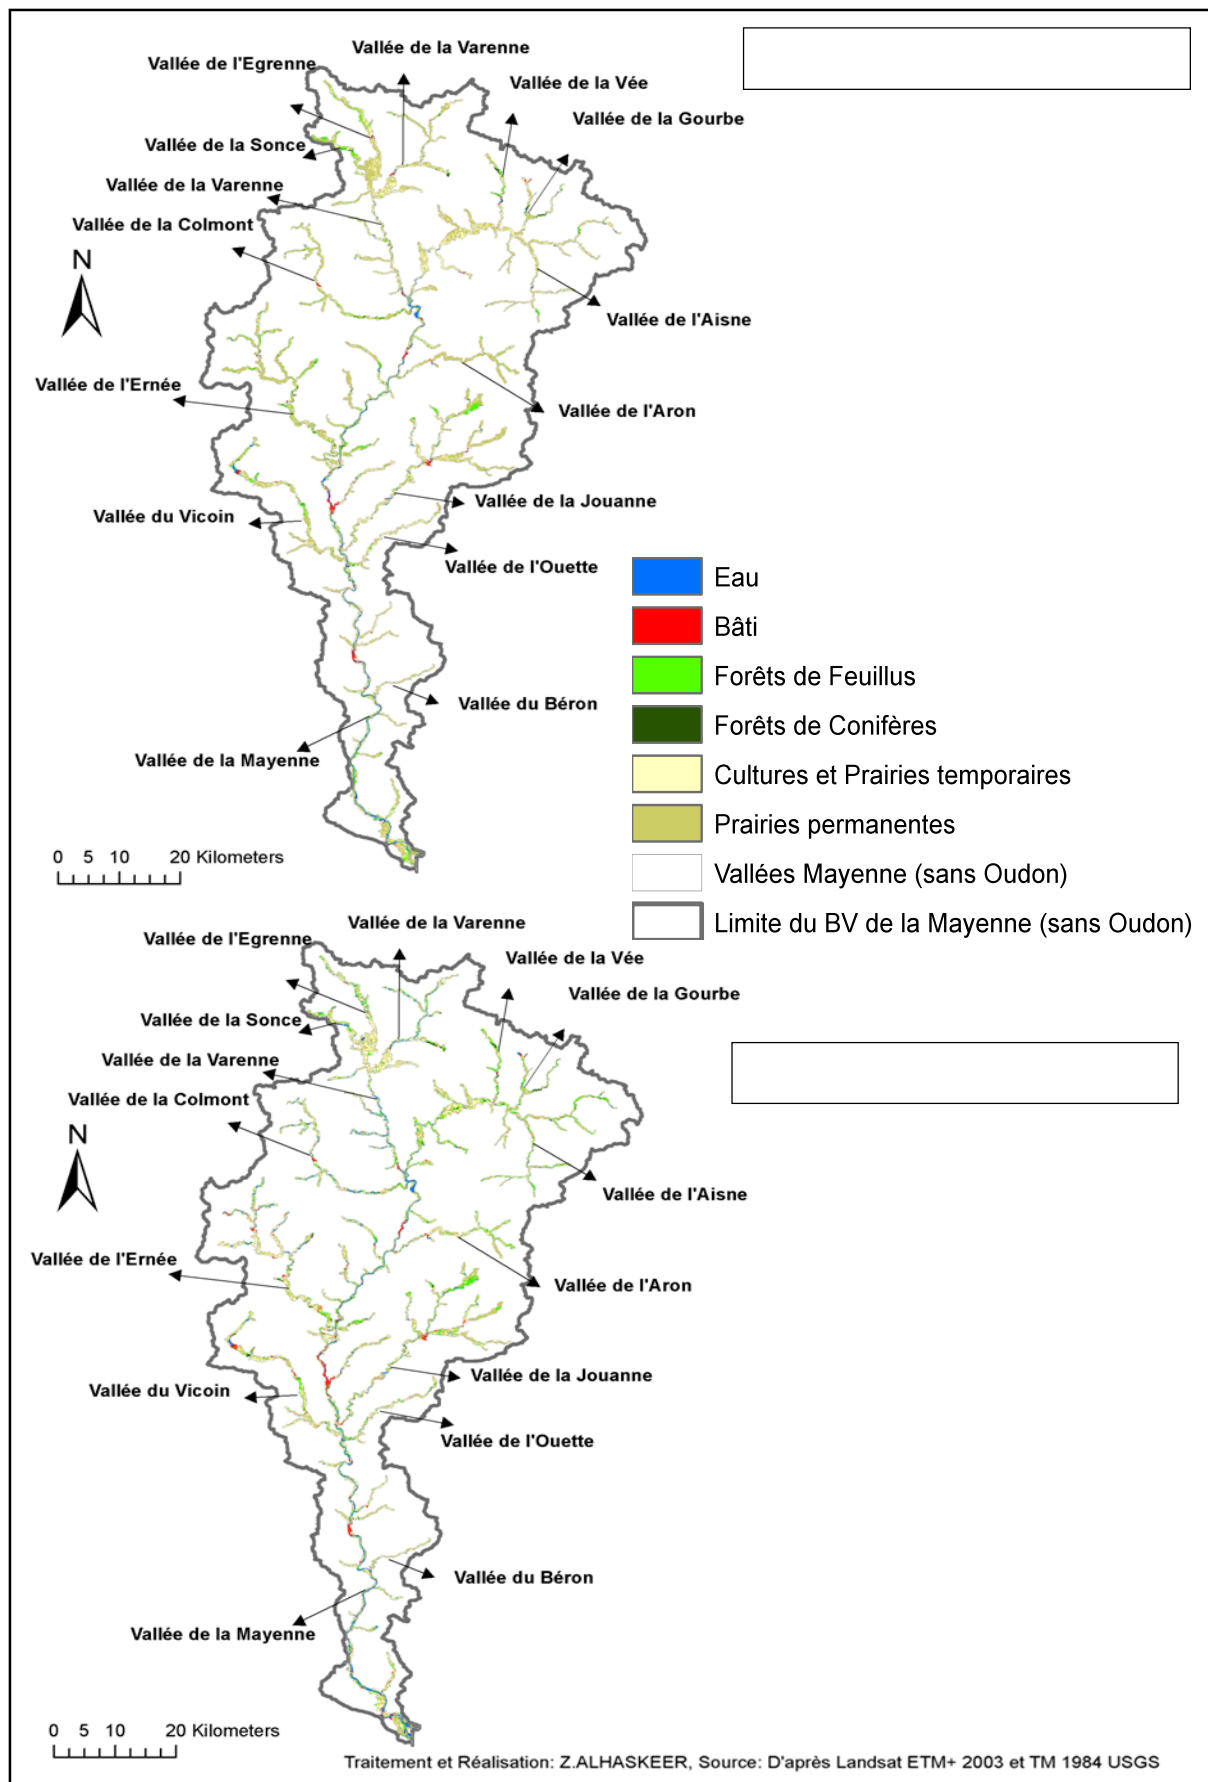 Vallée de la Varenne
Vallée de l'Egrenne
Vallée de la Vée
Vallée de la Gourbe
Vallée de la Sonce
Vallée de la Varenne
Vallée de la Colmont
N
Vallée de l'Aisne
Vallée de l'Ernée
Vallée de l'Aron
Vallée de la Jouanne
Vallée du Vicoin
Vallée de l'Ouette
Vallée du Béron
Vallée de la Mayenne
0 5 10 20 Kilometers
Eau
Bâti
Forêts de Feuillus
Forêts de Conifères
Cultures et Prairies temporaires
Prairies permanentes
Vallées Mayenne (sans Oudon)
Limite du BV de la Mayenne (sans Oudon)
Vallée de la Varenne
Vallée de l'Egrenne
Vallée de la Vée
Vallée de la Gourbe
Vallée de la Sonce
Vallée de la Varenne
Vallée de la Colmont
N
Vallée de l'Aisne
Vallée de l'Ernée
Vallée de l'Aron
Vallée de la Jouanne
Vallée du Vicoin
Vallée de l'Ouette
Vallée du Béron
Vallée de la Mayenne
0 5 10 20 Kilometers
Traitement et Réalisation: Z.ALHASKEER, Source: D'après Landsat ETM+ 2003 et TM 1984 USGS